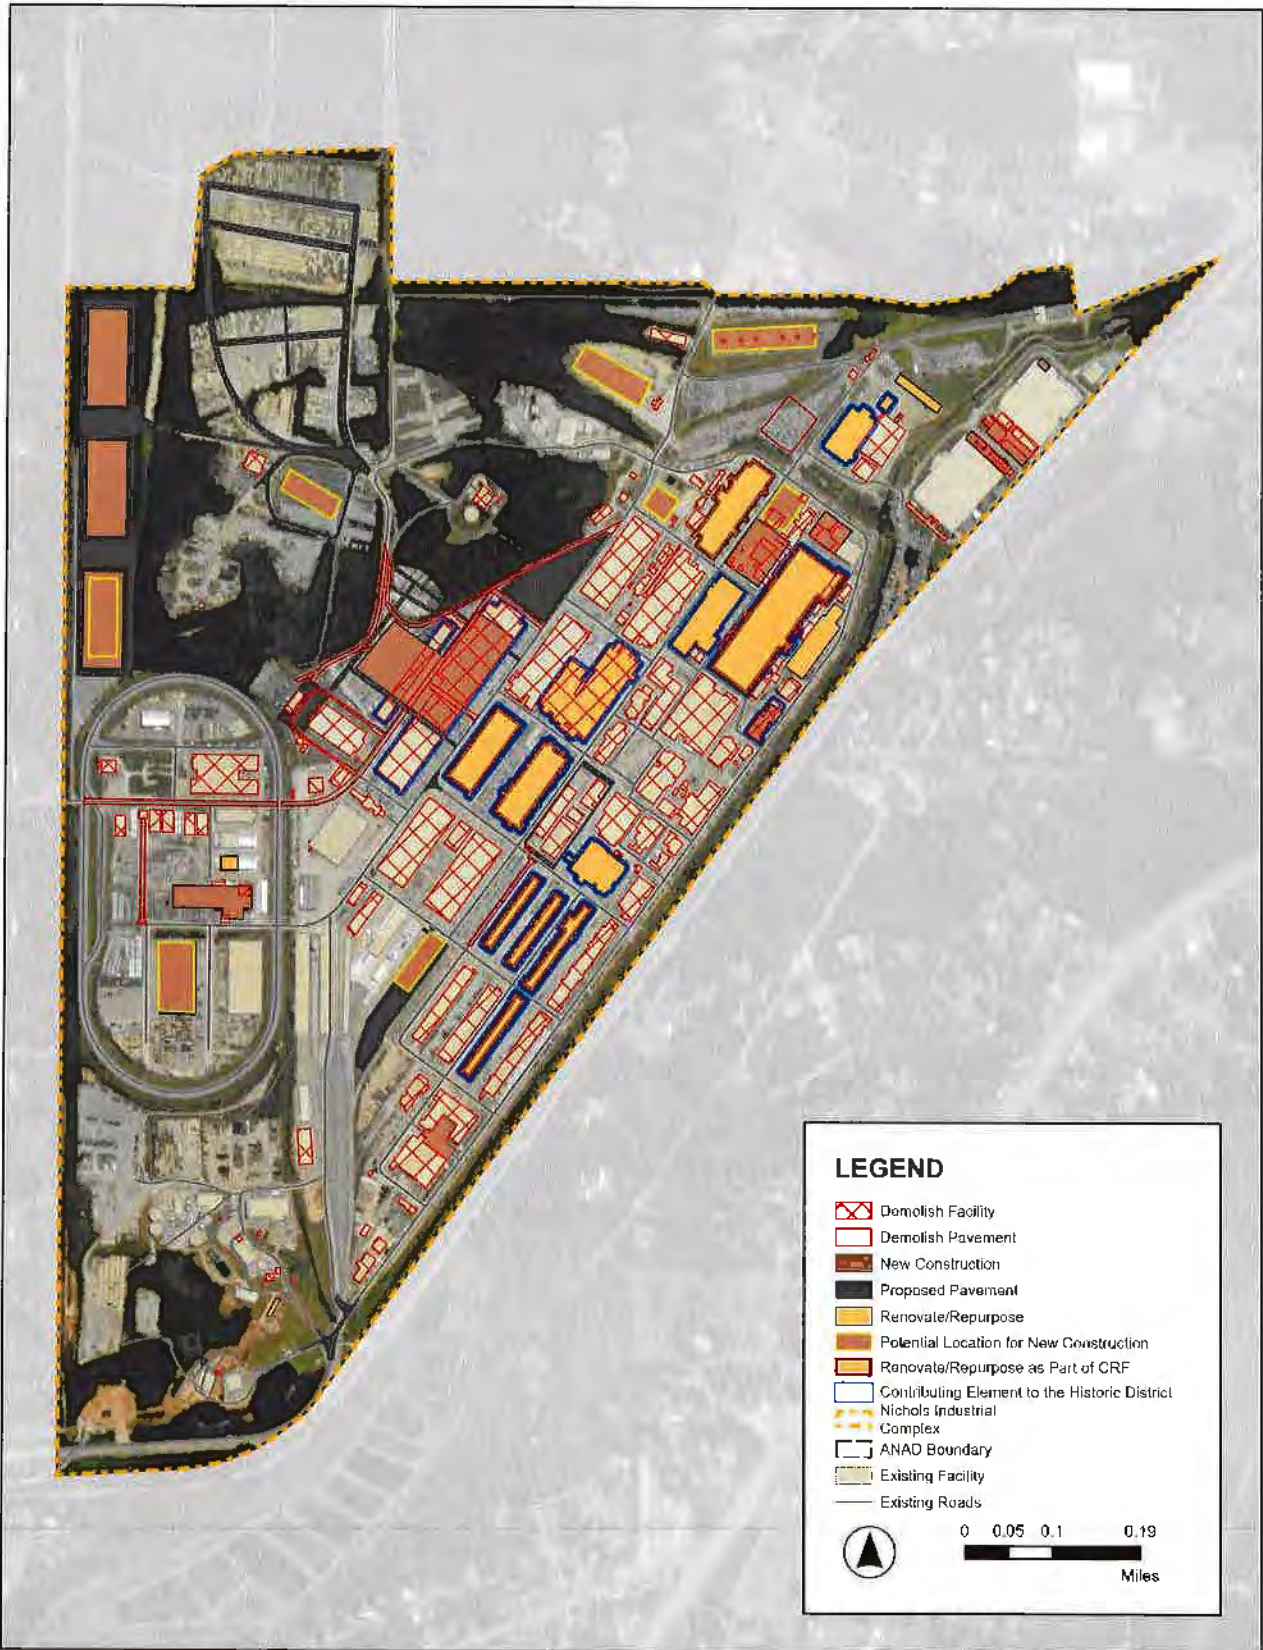 LEGEND
Demolish Facility
Demolish Pavement
New Construction
Proposed Pavement
Renovate/Repurpose
Potential Location for New Construction
Renovate/Repurpose as Part of CRF
Contributing Element to the Historic District
Nichols Industrial
Complex
ANAD Boundary
Existing Facility
Existing Roads
0 0.05 0.1 0.19
Miles